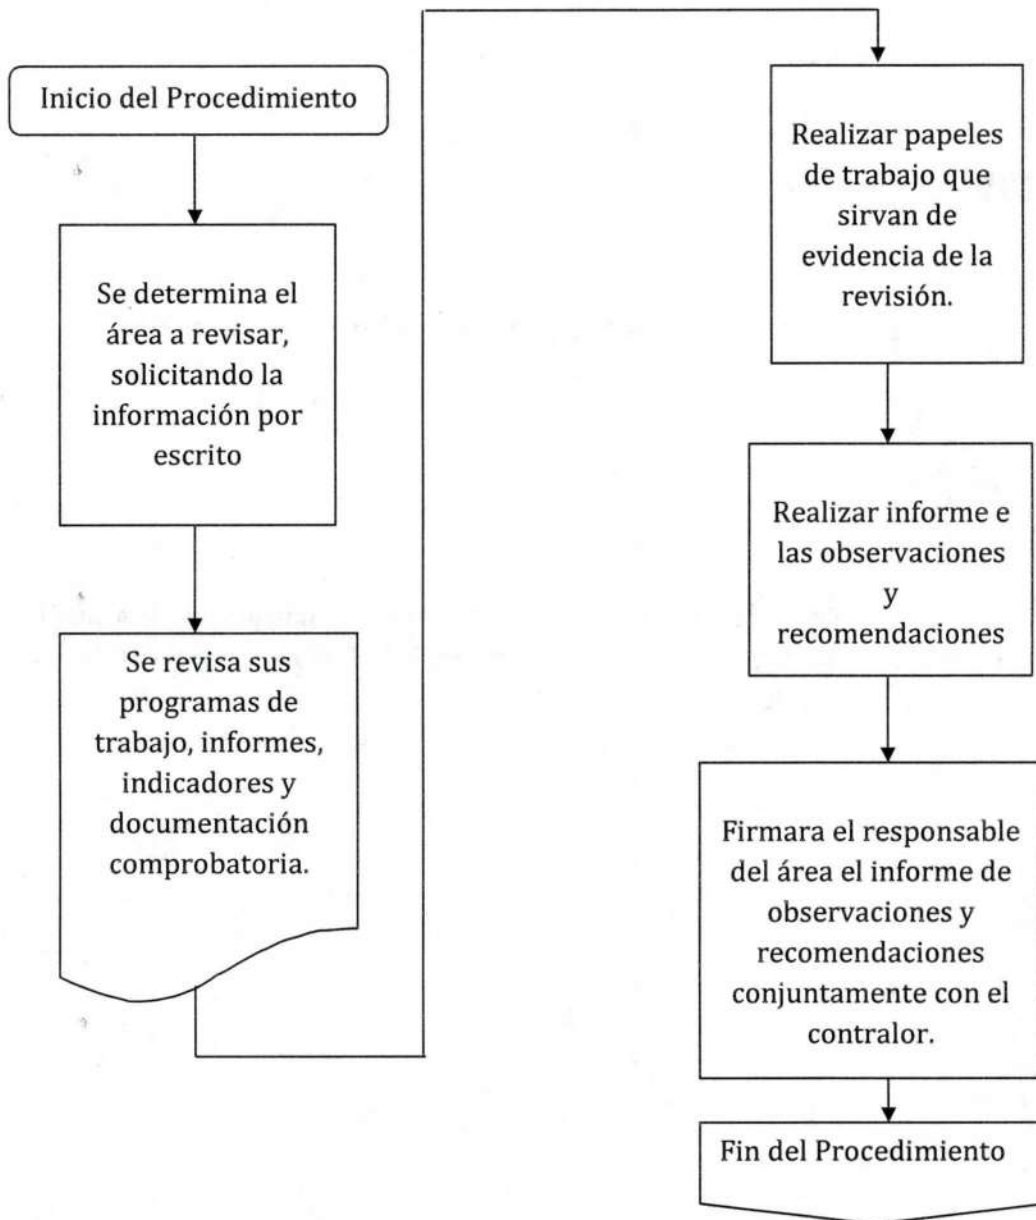 Inicio del Procedimiento
Se determina el
área a revisar,
solicitando la
información por
escrito
Se revisa sus
programas de
trabajo, informes,
indicadores y
documentación
comprobatoria.
Realizar papeles
de trabajo que
sirvan de
evidencia de la
revisión.
Realizar informe e
las observaciones
y
recomendaciones
Firmara el responsable
del área el informe de
observaciones y
recomendaciones
conjuntamente con el
contralor.
Fin del Procedimiento